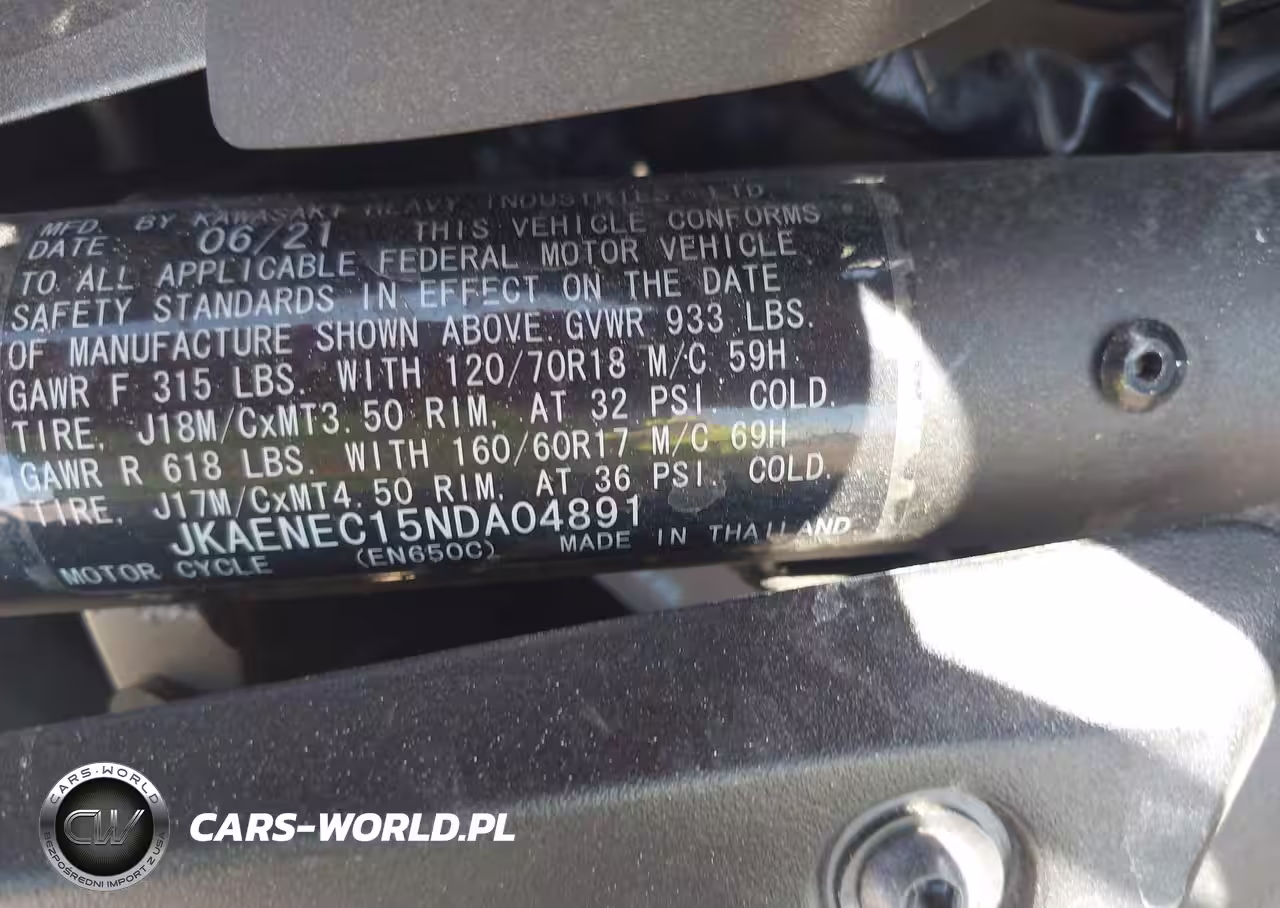 MFD. BY KAWASAKI HEAVY INDUSTRIES, LTD.
DATE: 06/21 THIS VEHICLE CONFORMS
TO ALL APPLICABLE FEDERAL MOTOR VEHICLE
SAFETY STANDARDS IN EFFECT ON THE DATE
OF MANUFACTURE SHOWN ABOVE. GVWR 933 LBS.
GAWR F 315 LBS. WITH 120/70R18 M/C 59H
TIRE, J18M/CxMT3.50 RIM, AT 32 PSI. COLD.
GAWR R 618 LBS. WITH 160/60R17 M/C 69H
TIRE, J17M/CxMT4.50 RIM, AT 36 PSI. COLD.
JKAENEC15NDA04891
MOTOR CYCLE (EN650C) MADE IN THAILAND.
CARS-WORLD
CW
BEZPOŚREDNI IMPORT Z USA
CARS-WORLD.PL